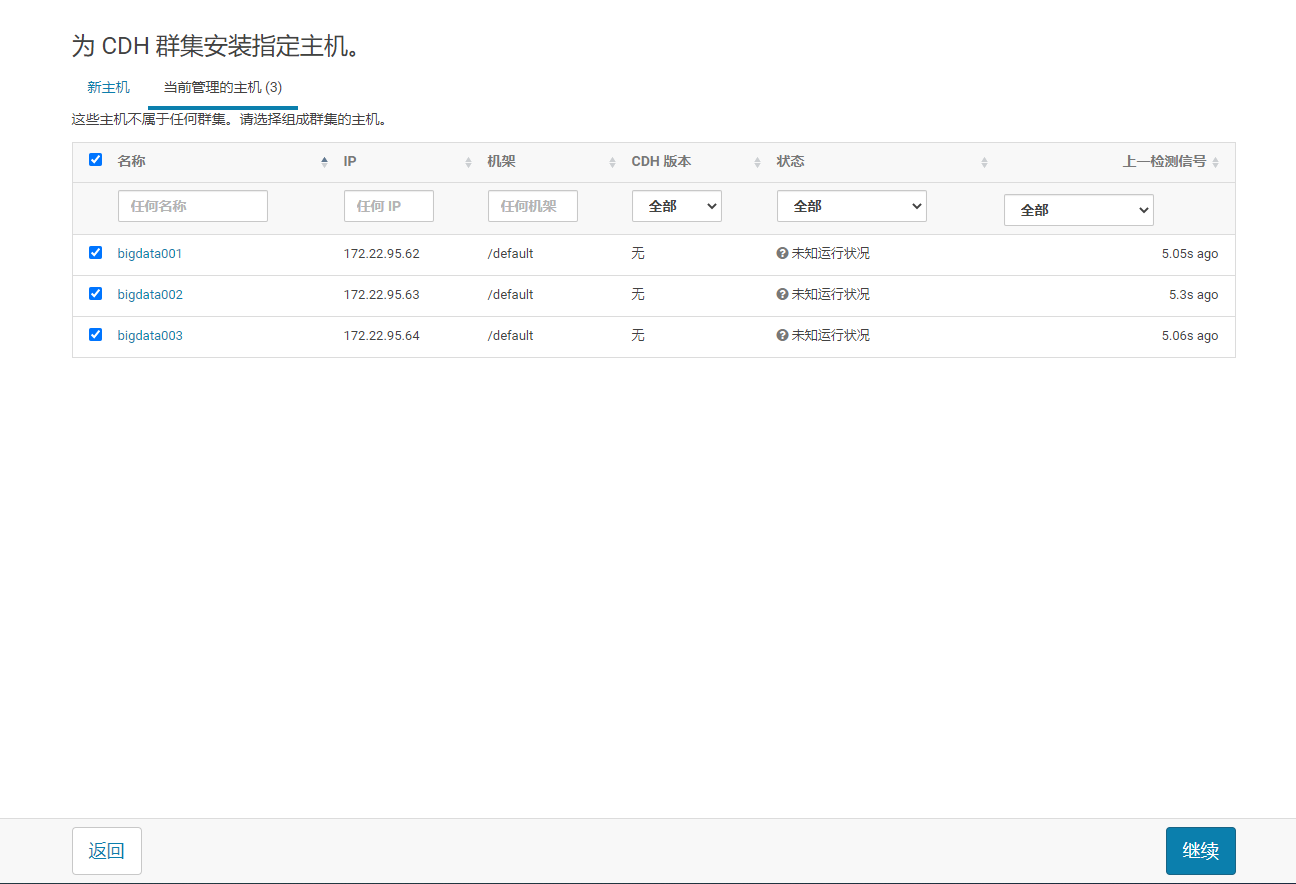 为 CDH 群集安装指定主机。
新主机 当前管理的主机 (3)
这些主机不属于任何群集。请选择组成群集的主机。
名称 IP 机架 CDH 版本 状态 上一检测信号
任何名称 任何 IP 任何机架 全部 全部 全部
bigdata001 172.22.95.62 /default 无 未知运行状况 5.05s ago
bigdata002 172.22.95.63 /default 无 未知运行状况 5.3s ago
bigdata003 172.22.95.64 /default 无 未知运行状况 5.06s ago
返回 继续